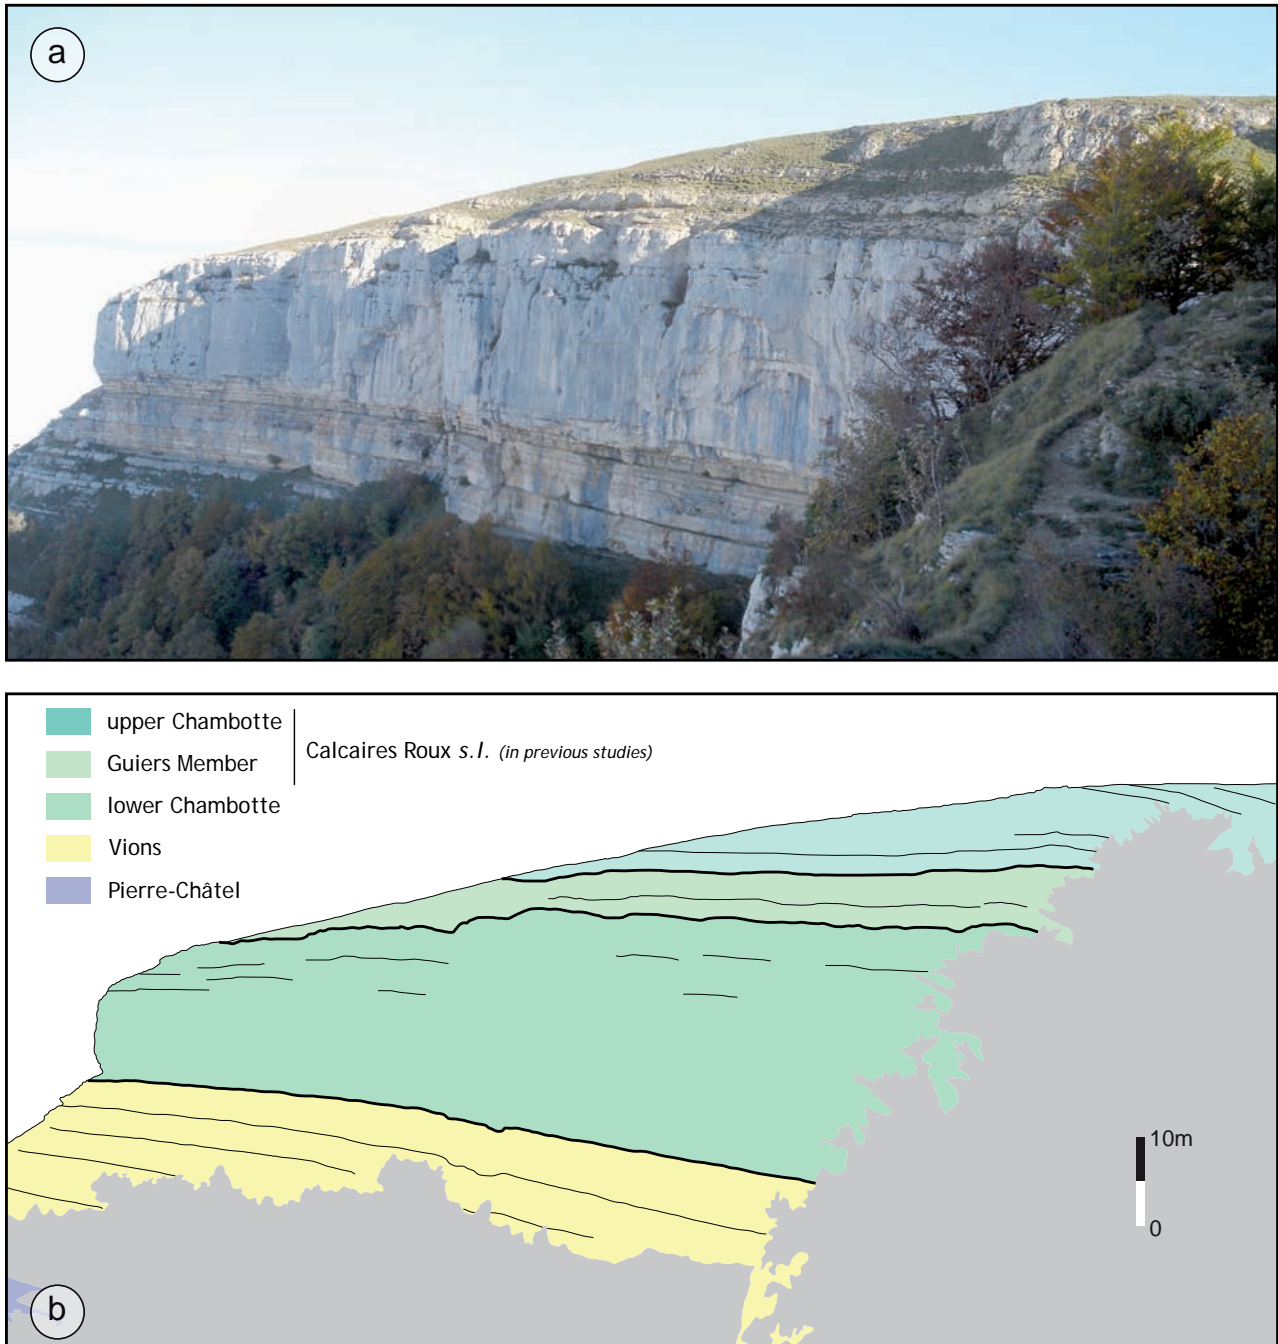 a
upper Chambotte
Guiers Member
Calcaires Roux s.l. (in previous studies)
lower Chambotte
Vions
Pierre-Châtel
10m
0
b